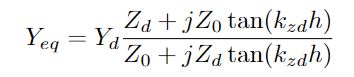 $Y_{eq} = Y_d \frac{Z_d + jZ_0 \tan(k_{zd}h)}{Z_0 + jZ_d \tan(k_{zd}h)}$